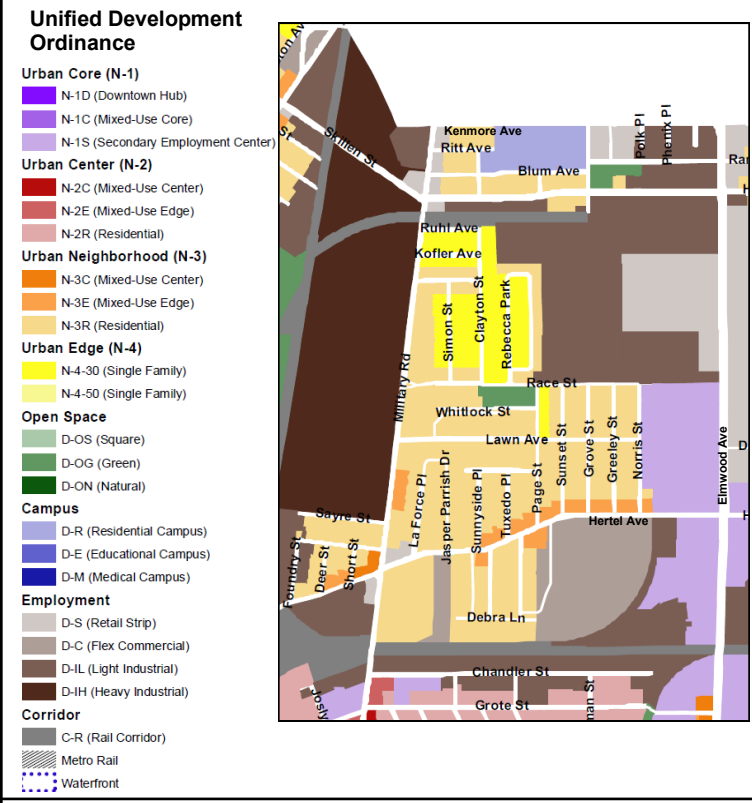 Unified Development
Ordinance
Urban Core (N-1)
N-1D (Downtown Hub)
N-1C (Mixed-Use Core)
N-1S (Secondary Employment Center)
Urban Center (N-2)
N-2C (Mixed-Use Center)
N-2E (Mixed-Use Edge)
N-2R (Residential)
Urban Neighborhood (N-3)
N-3C (Mixed-Use Center)
N-3E (Mixed-Use Edge)
N-3R (Residential)
Urban Edge (N-4)
N-4-30 (Single Family)
N-4-50 (Single Family)
Open Space
D-OS (Square)
D-OG (Green)
D-ON (Natural)
Campus
D-R (Residential Campus)
D-E (Educational Campus)
D-M (Medical Campus)
Employment
D-S (Retail Strip)
D-C (Flex Commercial)
D-IL (Light Industrial)
D-IH (Heavy Industrial)
Corridor
C-R (Rail Corridor)
Metro Rail
Waterfront
Skillen St
St
Kenmore Ave
Ritt Ave
Blum Ave
Polk Pl
Phenix Pl
Ruhl Ave
Kofler Ave
Simon St
Clayton St
Rebecca Park
Military Rd
Race St
Whitlock St
Lawn Ave
La Force Pl
Jasper Parrish Dr
Sunnyside Pl
Tuxedo Pl
Page St
Sunset St
Grove St
Greeley St
Norris St
Elmwood Ave
Sayre St
Hertel Ave
Foundry St
Deer St
Short St
Debra Ln
Chandler St
Grote St